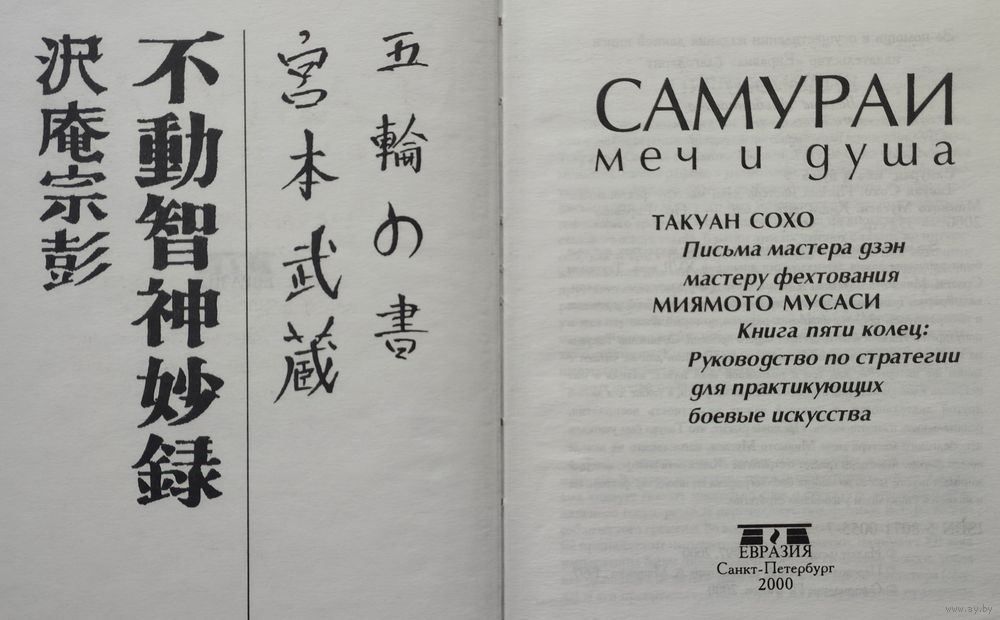 五輪の書
宮本武蔵
不動智神妙録
沢庵宗彭
САМУРАИ
меч и душа
ТАКУАН СОХО
Письма мастера дзэн
мастеру фехтования
МИЯМОТО МУСАСИ
Книга пяти колец:
Руководство по стратегии
для практикующих
боевые искусства
ЕВРАЗИЯ
Санкт-Петербург
2000
www.ay.by